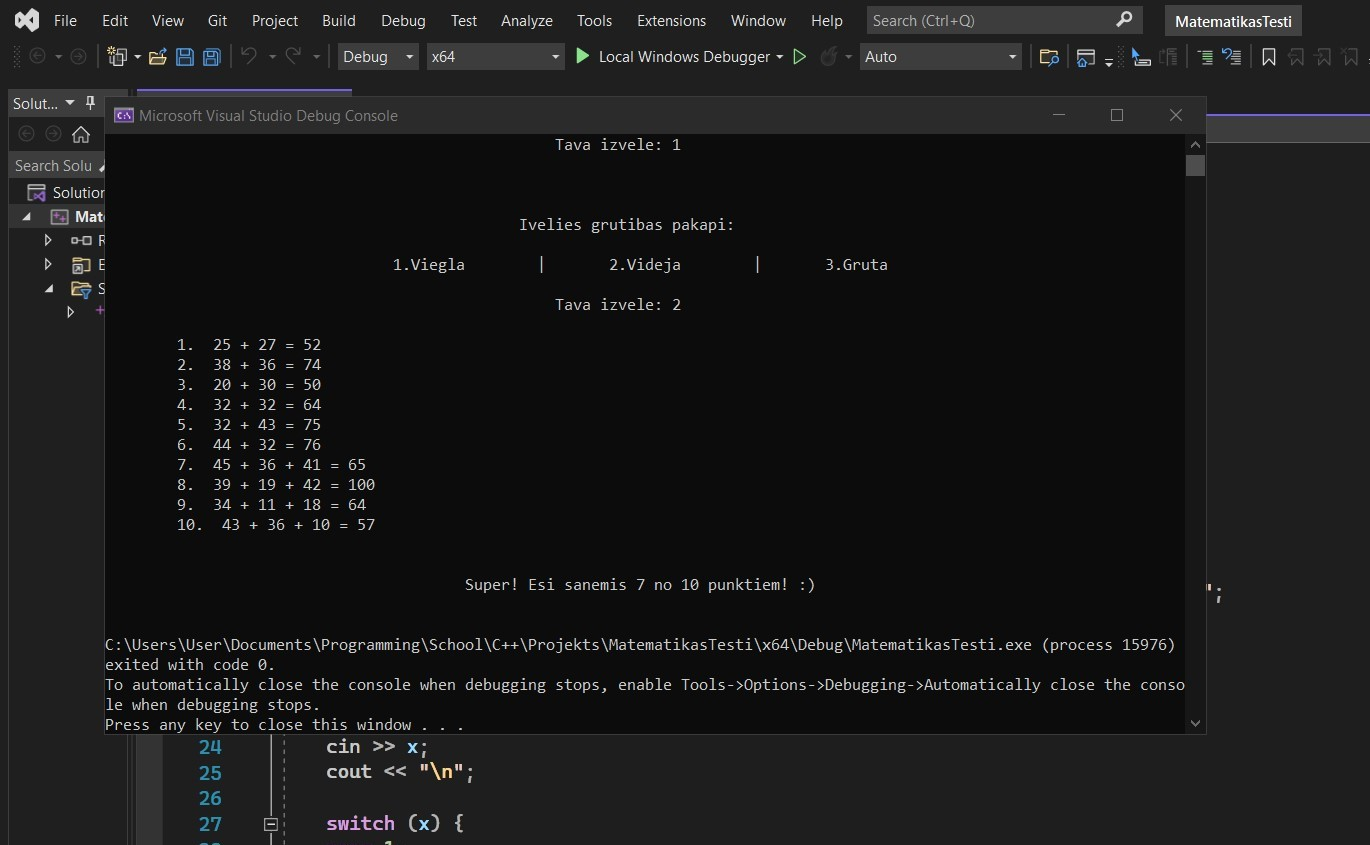 File Edit View Git Project Build Debug Test Analyze Tools Extensions Window Help Search (Ctrl+Q) MatematikasTesti
Debug x64 Local Windows Debugger Auto
Solut...
Microsoft Visual Studio Debug Console
Search Solu
Solution
Mate
R
E
S
Tava izvele: 1
Ivelies grutibas pakapi:
1.Viegla | 2.Videja | 3.Gruta
Tava izvele: 2
1. 25 + 27 = 52
2. 38 + 36 = 74
3. 20 + 30 = 50
4. 32 + 32 = 64
5. 32 + 43 = 75
6. 44 + 32 = 76
7. 45 + 36 + 41 = 65
8. 39 + 19 + 42 = 100
9. 34 + 11 + 18 = 64
10. 43 + 36 + 10 = 57
Super! Esi sanemis 7 no 10 punktiem! :)
";
C:\Users\User\Documents\Programming\School\C++\Projekts\MatematikasTesti\x64\Debug\MatematikasTesti.exe (process 15976)
exited with code 0.
To automatically close the console when debugging stops, enable Tools->Options->Debugging->Automatically close the conso
le when debugging stops.
Press any key to close this window . . .
24 cin >> x;
25 cout << "\n";
26
27 switch (x) {